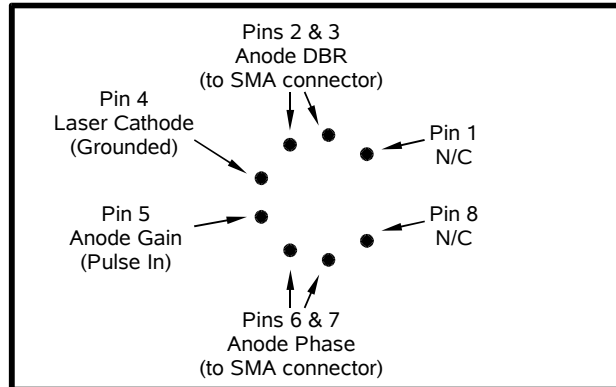 Pins 2 & 3
Anode DBR
(to SMA connector)
Pin 4
Laser Cathode
(Grounded)
Pin 1
N/C
Pin 5
Anode Gain
(Pulse In)
Pin 8
N/C
Pins 6 & 7
Anode Phase
(to SMA connector)